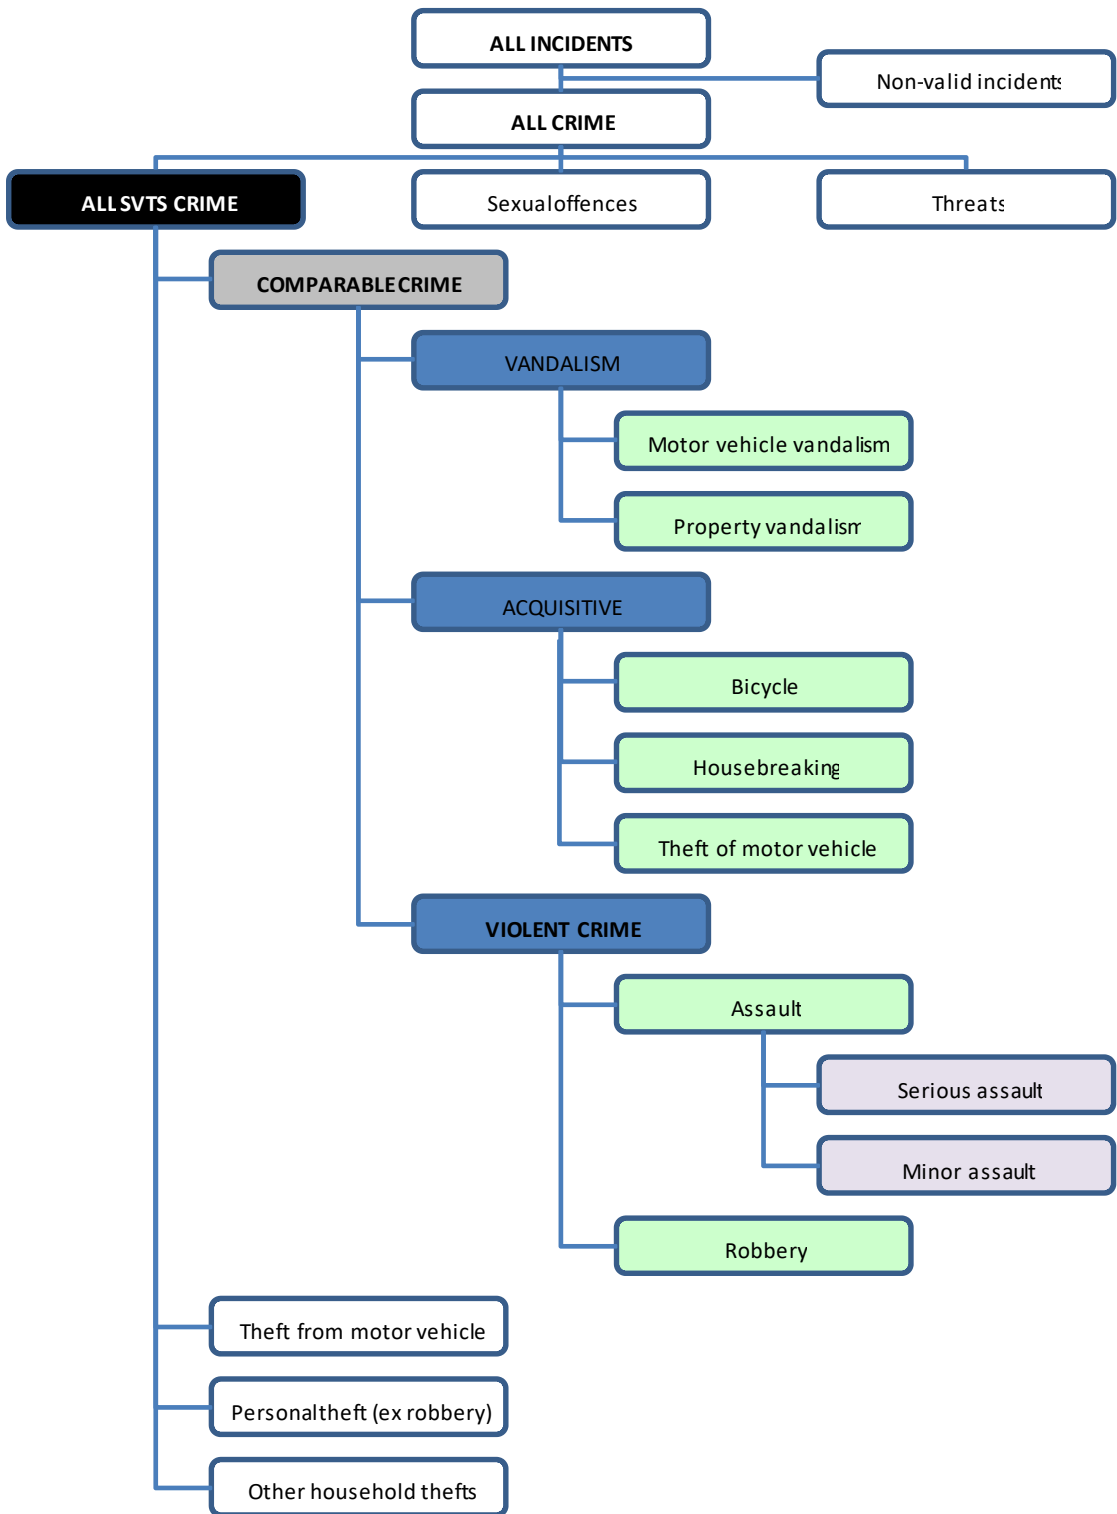 ALL INCIDENTS
Non-valid incidents
ALL CRIME
ALL SVTS CRIME
Sexual offences
Threats
COMPARABLE CRIME
VANDALISM
Motor vehicle vandalism
Property vandalism
ACQUISITIVE
Bicycle
Housebreaking
Theft of motor vehicle
VIOLENT CRIME
Assault
Serious assault
Minor assault
Robbery
Theft from motor vehicle
Personal theft (ex robbery)
Other household thefts